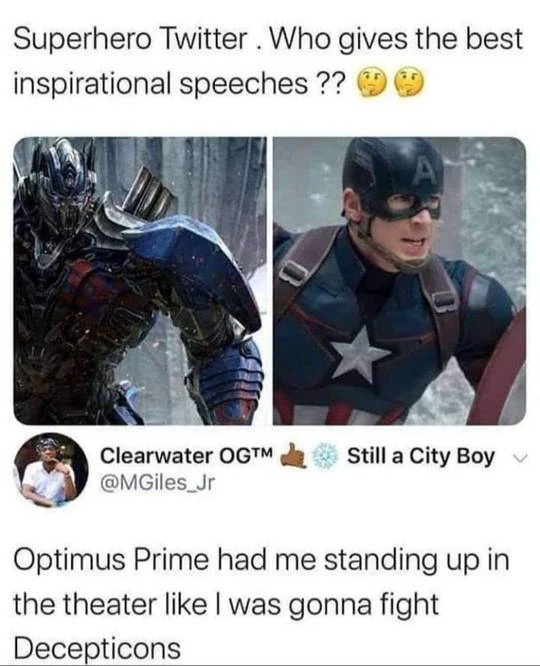 Superhero Twitter . Who gives the best
inspirational speeches ?? 🤔🤔
A
Clearwater OG™ 🤙🏾 ❄️ Still a City Boy
@MGiles_Jr
Optimus Prime had me standing up in
the theater like I was gonna fight
Decepticons